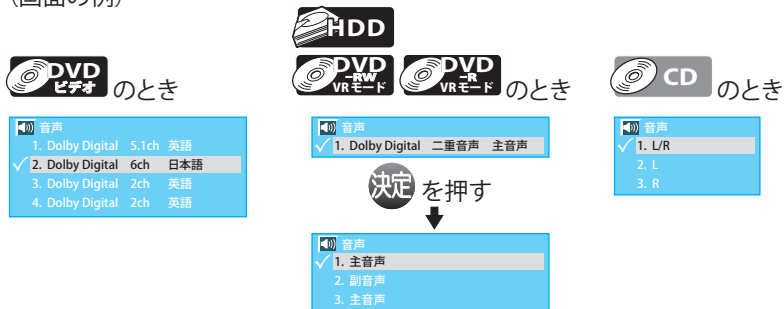 (画面の例)
DVD ビデオ のとき
音声
1. Dolby Digital 5.1ch 英語
2. Dolby Digital 6ch 日本語
3. Dolby Digital 2ch 英語
4. Dolby Digital 2ch 英語
HDD
DVD -RW VRモード DVD -R VRモード のとき
音声
1. Dolby Digital 二重音声 主音声
決定 を押す
音声
1. 主音声
2. 副音声
3. 主音声
CD のとき
音声
1. L/R
2. L
3. R